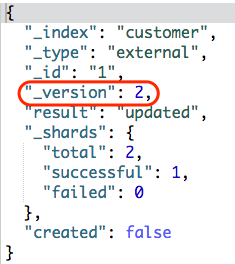 {
"_index": "customer",
"_type": "external",
"_id": "1",
"_version": 2,
"result": "updated",
"_shards": {
"total": 2,
"successful": 1,
"failed": 0
},
"created": false
}